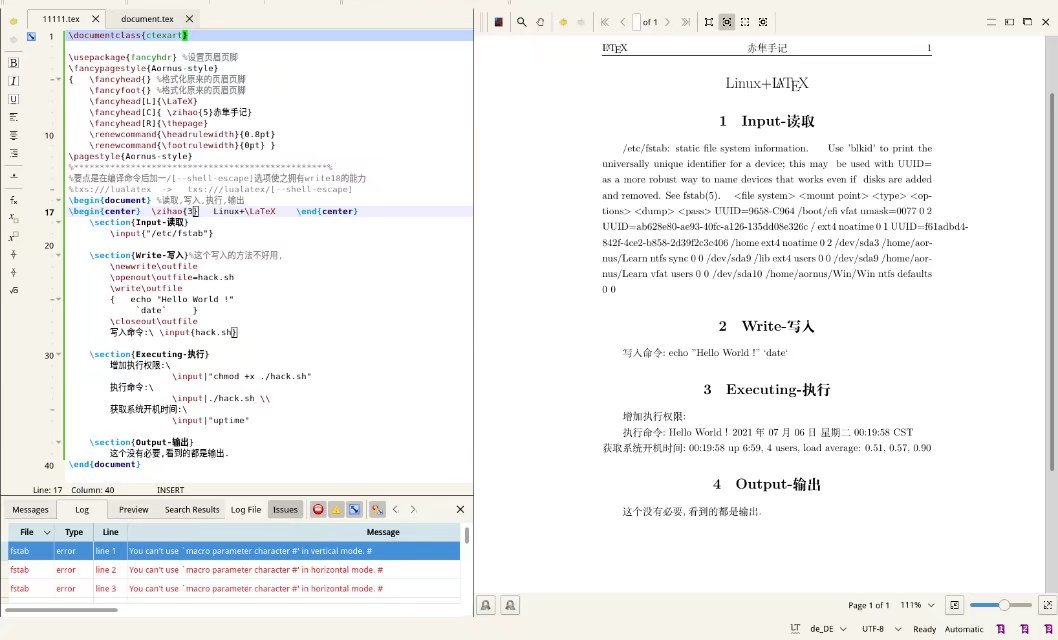 11111.tex
document.tex
of 1
1
\documentclass{ctexart}
\usepackage{fancyhdr} %设置页眉页脚
\fancypagestyle{Aornus-style}
{ \fancyhead{} %格式化原来的页眉页脚
\fancyfoot{} %格式化原来的页眉页脚
\fancyhead[L]{\LaTeX}
\fancyhead[C]{ \zihao{5}赤隼手记}
\fancyhead[R]{\thepage}
10 \renewcommand{\headrulewidth}{0.8pt}
\renewcommand{\footrulewidth}{0pt} }
\pagestyle{Aornus-style}
%要点是在编译命令后加一/[--shell-escape]选项使之拥有write18的能力
%txs:///lualatex -> txs:///lualatex/[--shell-escape]
\begin{document} %读取,写入,执行,输出
17 \begin{center} \zihao{3} Linux+\LaTeX \end{center}
\section{Input-读取}
\input{"/etc/fstab"}
20
\section{Write-写入}%这个写入的方法不好用,
\newwrite\outfile
\openout\outfile=hack.sh
\write\outfile
{ echo "Hello World !"
`date` }
\closeout\outfile
写入命令:\ \input{hack.sh}
30 \section{Executing-执行}
增加执行权限:\
\input|"chmod +x ./hack.sh"
执行命令:\
\input|./hack.sh \\
获取系统开机时间:\
\input|"uptime"
\section{Output-输出}
这个没有必要,看到的都是输出.
40 \end{document}
Line: 17 Column: 40 INSERT
Messages Log Preview Search Results Log File Issues
File Type Line Message
fstab error line 1 You can't use `macro parameter character #' in vertical mode. #
fstab error line 2 You can't use `macro parameter character #' in horizontal mode. #
fstab error line 3 You can't use `macro parameter character #' in horizontal mode. #
LATEX 赤隼手记 1
Linux+LATEX
1 Input-读取
/etc/fstab: static file system information. Use 'blkid' to print the
universally unique identifier for a device; this may be used with UUID=
as a more robust way to name devices that works even if disks are added
and removed. See fstab(5). <file system> <mount point> <type> <op-
tions> <dump> <pass> UUID=9658-C964 /boot/efi vfat umask=0077 0 2
UUID=ab628e80-ae93-40fc-a126-135dd08e326c / ext4 noatime 0 1 UUID=f61adbd4-
842f-4ce2-b858-2d39f2c3c406 /home ext4 noatime 0 2 /dev/sda3 /home/aor-
nus/Learn ntfs sync 0 0 /dev/sda9 /lib ext4 users 0 0 /dev/sda9 /home/aor-
nus/Learn vfat users 0 0 /dev/sda10 /home/aornus/Win/Win ntfs defaults
0 0
2 Write-写入
写入命令: echo "Hello World !" `date`
3 Executing-执行
增加执行权限:
执行命令: Hello World ! 2021 年 07 月 06 日 星期二 00:19:58 CST
获取系统开机时间: 00:19:58 up 6:59, 4 users, load average: 0.51, 0.57, 0.90
4 Output-输出
这个没有必要, 看到的都是输出.
Page 1 of 1 111%
LT de_DE UTF-8 Ready Automatic